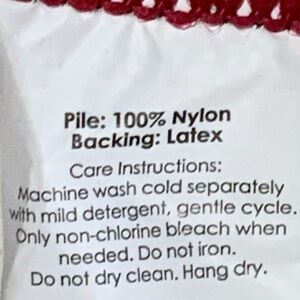 Pile: 100% Nylon
Backing: Latex
Care Instructions:
Machine wash cold separately
with mild detergent, gentle cycle.
Only non-chlorine bleach when
needed. Do not iron.
Do not dry clean. Hang dry.